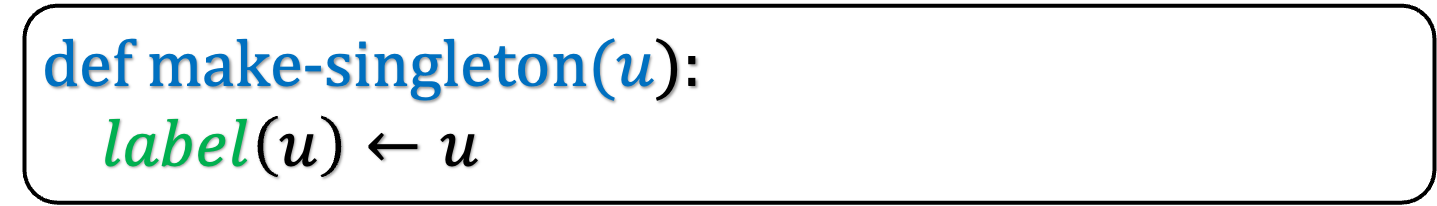 def make-singleton(u):
label(u) ← u